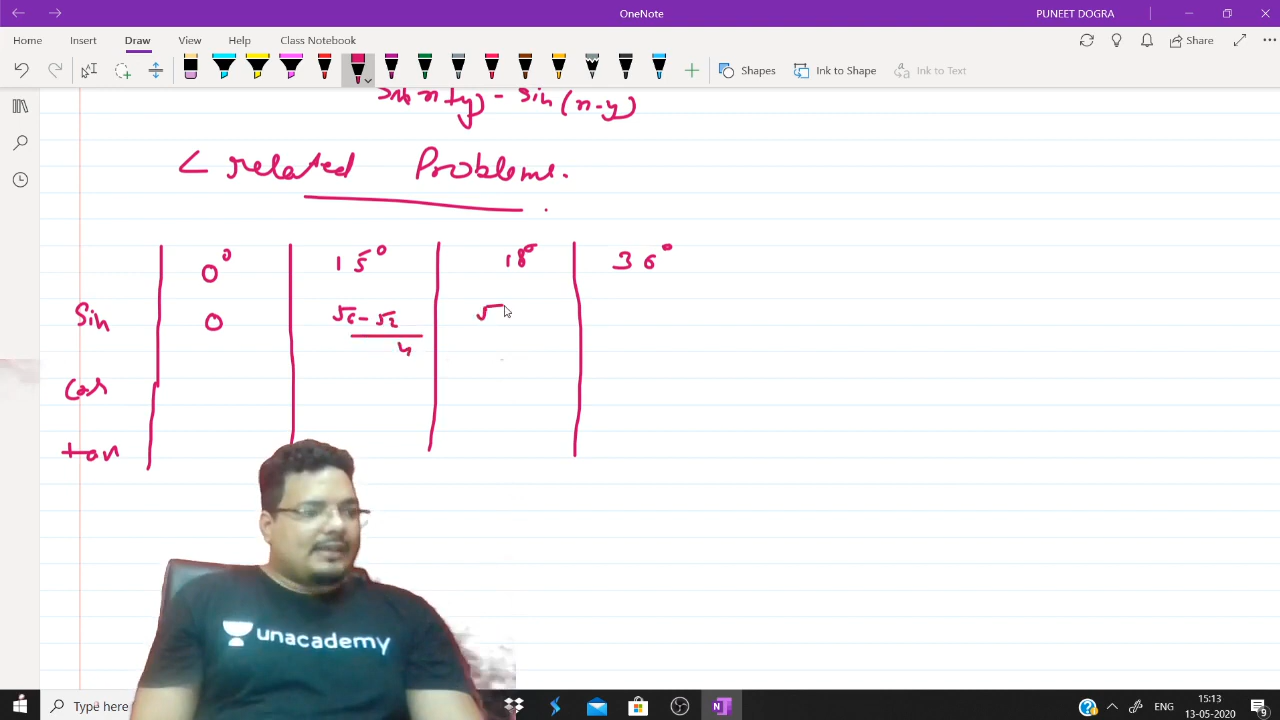 OneNote
PUNEET DOGRA
Home Insert Draw View Help Class Notebook
Share
Shapes Ink to Shape Ink to Text
Sin(x+y) - Sin(x-y)
∠ related Problems.
0° 15° 18° 36°
Sin 0 √6-√2/4 √
Cos
tan
unacademy
Type here
ENG
15:13
13-05-2020
9